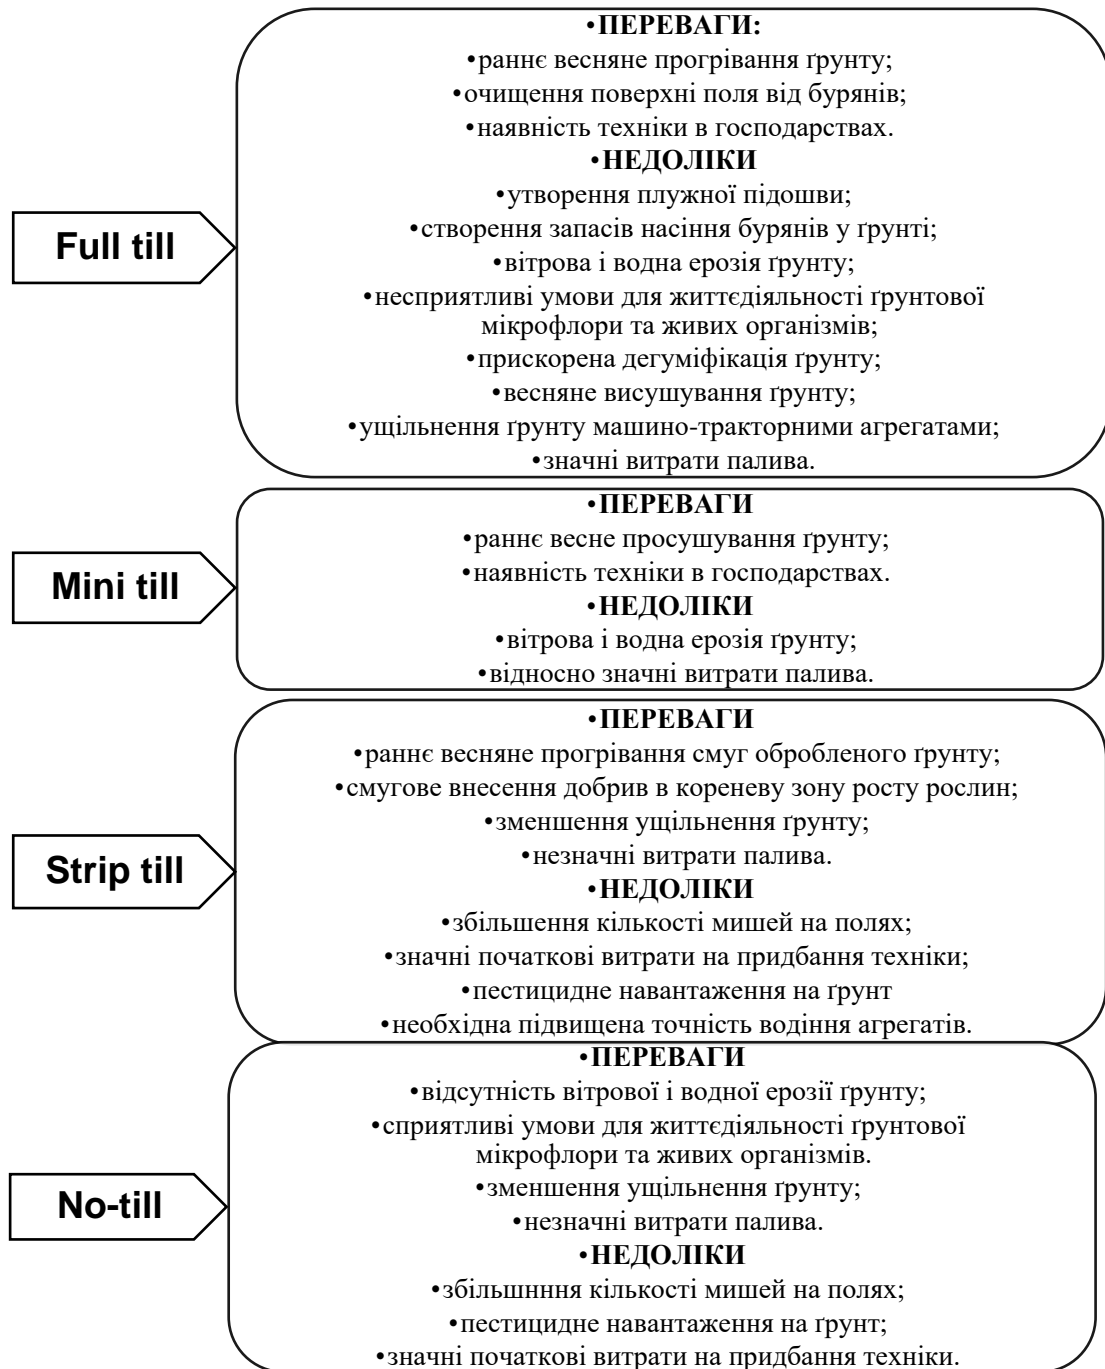 •ПЕРЕВАГИ:
•раннє весняне прогрівання ґрунту;
•очищення поверхні поля від бурянів;
•наявність техніки в господарствах.
•НЕДОЛІКИ
•утворення плужної підошви;
•створення запасів насіння бурянів у ґрунті;
•вітрова і водна ерозія ґрунту;
•несприятливі умови для життєдіяльності ґрунтової
мікрофлори та живих організмів;
•прискорена дегуміфікація ґрунту;
•весняне висушування ґрунту;
•ущільнення ґрунту машино-тракторними агрегатами;
•значні витрати палива.
Full till
•ПЕРЕВАГИ
•раннє весне просушування ґрунту;
•наявність техніки в господарствах.
•НЕДОЛІКИ
•вітрова і водна ерозія ґрунту;
•відносно значні витрати палива.
Mini till
•ПЕРЕВАГИ
•раннє весняне прогрівання смуг обробленого ґрунту;
•смугове внесення добрив в кореневу зону росту рослин;
•зменшення ущільнення ґрунту;
•незначні витрати палива.
•НЕДОЛІКИ
•збільшення кількості мишей на полях;
•значні початкові витрати на придбання техніки;
•пестицидне навантаження на ґрунт
•необхідна підвищена точність водіння агрегатів.
Strip till
•ПЕРЕВАГИ
•відсутність вітрової і водної ерозії ґрунту;
•сприятливі умови для життєдіяльності ґрунтової
мікрофлори та живих організмів.
•зменшення ущільнення ґрунту;
•незначні витрати палива.
•НЕДОЛІКИ
•збільшнння кількості мишей на полях;
•пестицидне навантаження на ґрунт;
•значні початкові витрати на придбання техніки.
No-till